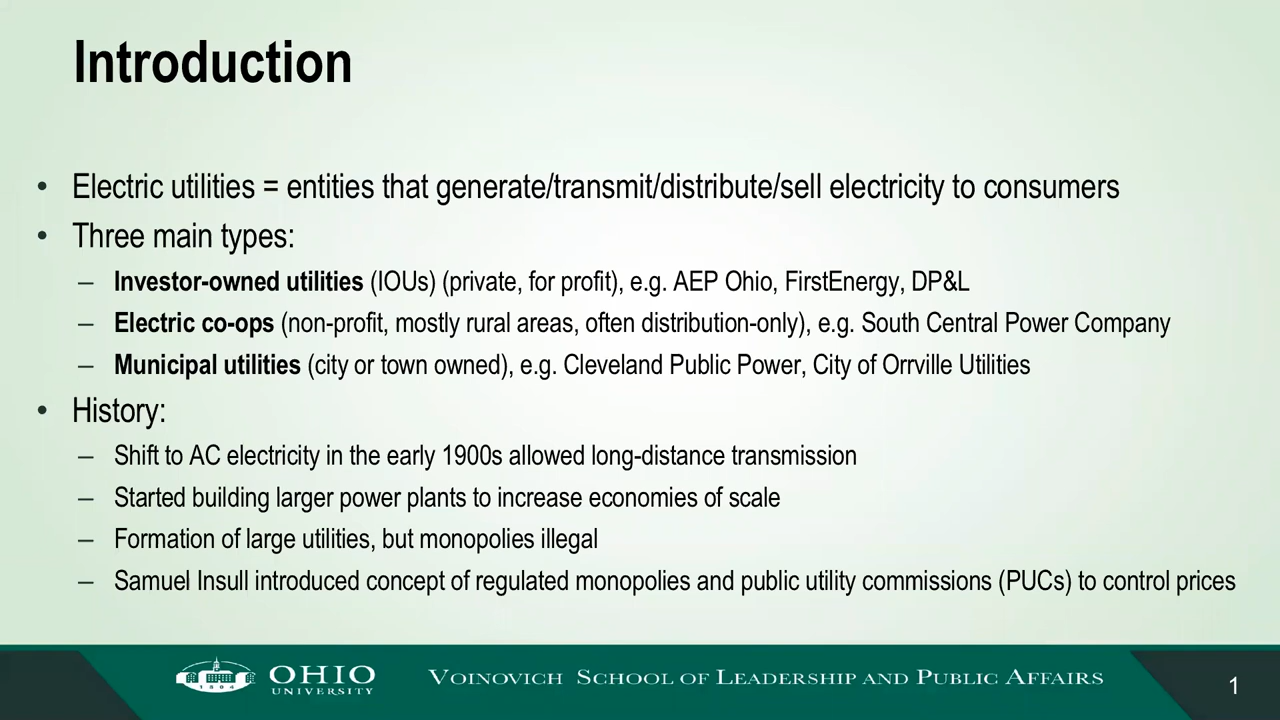 Introduction
• Electric utilities = entities that generate/transmit/distribute/sell electricity to consumers
• Three main types:
– Investor-owned utilities (IOUs) (private, for profit), e.g. AEP Ohio, FirstEnergy, DP&L
– Electric co-ops (non-profit, mostly rural areas, often distribution-only), e.g. South Central Power Company
– Municipal utilities (city or town owned), e.g. Cleveland Public Power, City of Orrville Utilities
• History:
– Shift to AC electricity in the early 1900s allowed long-distance transmission
– Started building larger power plants to increase economies of scale
– Formation of large utilities, but monopolies illegal
– Samuel Insull introduced concept of regulated monopolies and public utility commissions (PUCs) to control prices
1804
OHIO
UNIVERSITY
VOINOVICH SCHOOL OF LEADERSHIP AND PUBLIC AFFAIRS
1